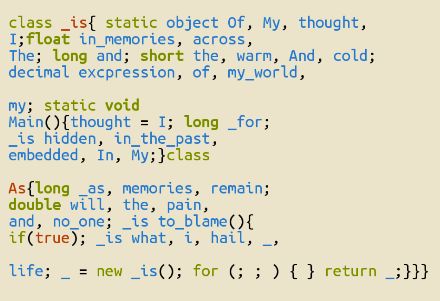 class _is{ static object Of, My, thought,
I;float in_memories, across,
The; long and; short the, warm, And, cold;
decimal excpression, of, my_world,
my; static void
Main(){thought = I; long _for;
_is hidden, in_the_past,
embedded, In, My;}class
As{long _as, memories, remain;
double will, the, pain,
and, no_one; _is to_blame(){
if(true); _is what, i, hail, _,
life; _ = new _is(); for (; ; ) { } return _;}}}